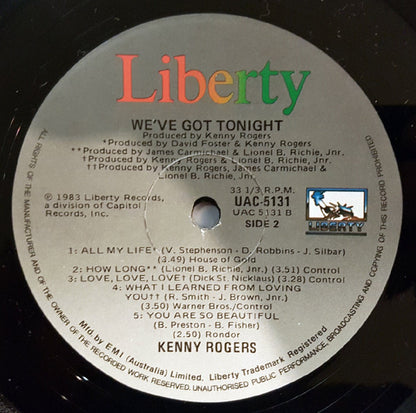 Liberty
WE'VE GOT TONIGHT
Produced by Kenny Rogers
*Produced by David Foster & Kenny Rogers
**Produced by James Carmichael & Lionel B. Richie, Jnr.
†Produced by Kenny Rogers & Lionel B. Richie, Jnr.
††Produced by Kenny Rogers, James Carmichael &
Lionel B. Richie, Jnr.
33 1/3 R.P.M.
UAC-5131
UAC 5131 B
SIDE 2
℗ 1983 Liberty Records,
a division of Capitol
Records, Inc.
LIBERTY
1: ALL MY LIFE* (V. Stephenson - D. Robbins - J. Silbar)
(3.49) House of Gold
2: HOW LONG** (Lionel B. Richie, Jnr.) (3.51) Control
3: LOVE, LOVE, LOVE† (Dick St. Nicklaus) (3.28) Control
4: WHAT I LEARNED FROM LOVING
YOU†† (R. Smith - J. Brown, Jnr.)
(3.50) Warner Bros./Control
5: YOU ARE SO BEAUTIFUL
(B. Preston - B. Fisher)
(2.50) Rondor
KENNY ROGERS
Mfd by EMI (Australia) Limited. Liberty Trademark Registered
ALL RIGHTS OF THE MANUFACTURER AND OF THE OWNER OF THE RECORDED WORK RESERVED. UNAUTHORISED PUBLIC PERFORMANCE, BROADCASTING AND COPYING OF THIS RECORD PROHIBITED